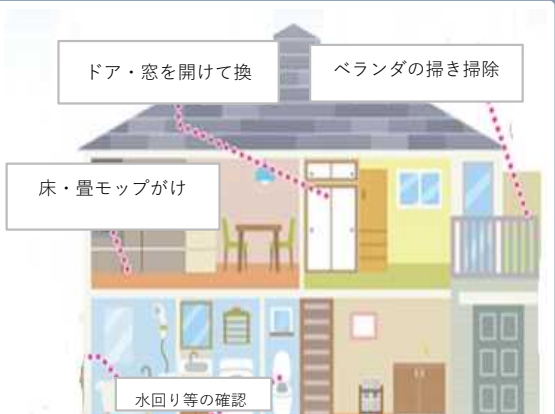 ドア・窓を開けて換
ベランダの掃き掃除
床・畳モップがけ
水回り等の確認